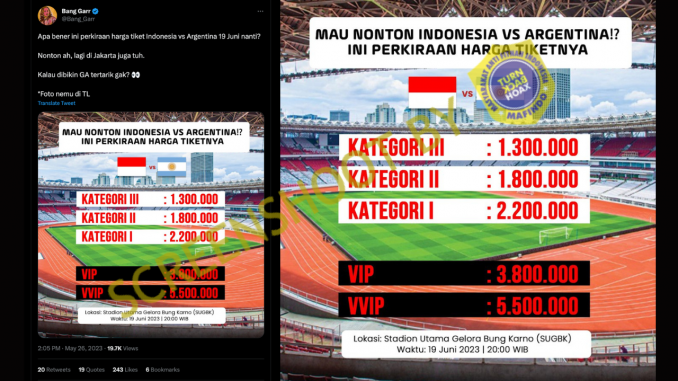 Bang Garr
@Bang_Garr
Apa bener ini perkiraan harga tiket Indonesia vs Argentina 19 Juni nanti?
Nonton ah, lagi di Jakarta juga tuh.
Kalau dibikin GA tertarik gak? 👀
*Foto nemu di TL
Translate Tweet
MAU NONTON INDONESIA VS ARGENTINA!?
INI PERKIRAAN HARGA TIKETNYA
VS
KATEGORI III : 1.300.000
KATEGORI II : 1.800.000
KATEGORI I : 2.200.000
VIP : 3.800.000
VVIP : 5.500.000
Lokasi: Stadion Utama Gelora Bung Karno (SUGBK)
Waktu: 19 Juni 2023 | 20:00 WIB
2:05 PM · May 26, 2023 · 19.7K Views
20 Retweets 19 Quotes 243 Likes 6 Bookmarks
MAU NONTON INDONESIA VS ARGENTINA!?
INI PERKIRAAN HARGA TIKETNYA
VS
KATEGORI III : 1.300.000
KATEGORI II : 1.800.000
KATEGORI I : 2.200.000
VIP : 3.800.000
VVIP : 5.500.000
Lokasi: Stadion Utama Gelora Bung Karno (SUGBK)
Waktu: 19 Juni 2023 | 20:00 WIB
SCREENSHOOT BY
MASYARAKAT ANTI FITNAH INDONESIA
TURN
BACK
HOAX
MAFINDO